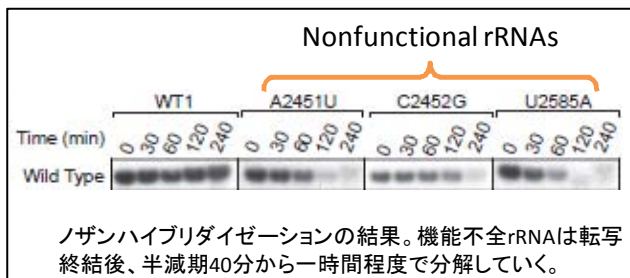 Nonfunctional rRNAs
WT1 A2451U C2452G U2585A
Time (min) 0 30 60 120 240 0 30 60 120 240 0 30 60 120 240 0 30 60 120 240
Wild Type
ノザンハイブリダイゼーションの結果。機能不全rRNAは転写
終結後、半減期40分から一時間程度で分解していく。